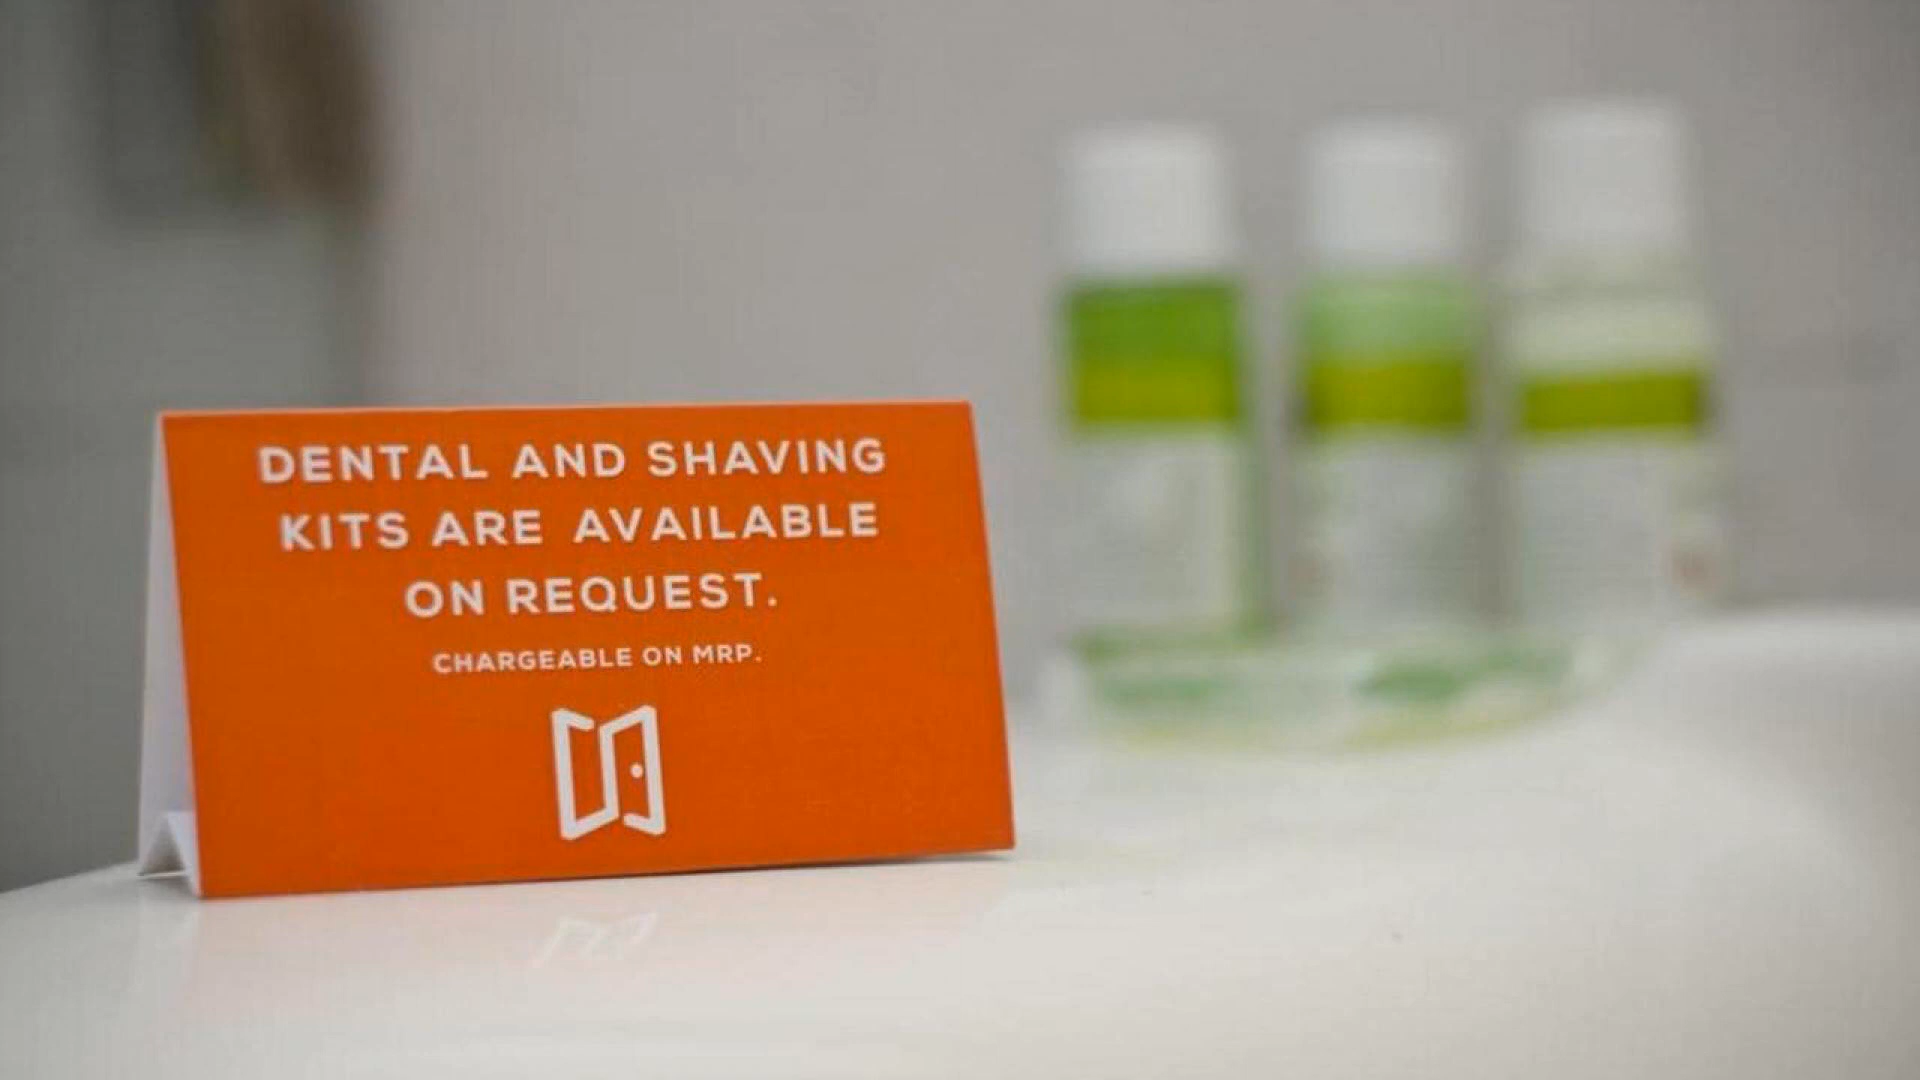 DENTAL AND SHAVING
KITS ARE AVAILABLE
ON REQUEST.
CHARGEABLE ON MRP.